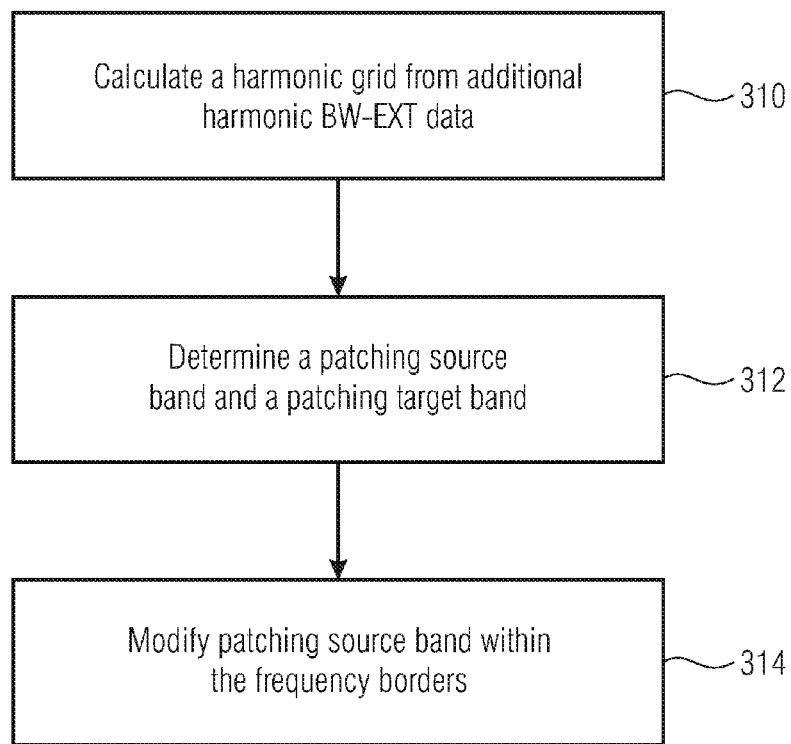 Calculate a harmonic grid from additional
harmonic BW-EXT data
310
Determine a patching source
band and a patching target band
312
Modify patching source band within
the frequency borders
314